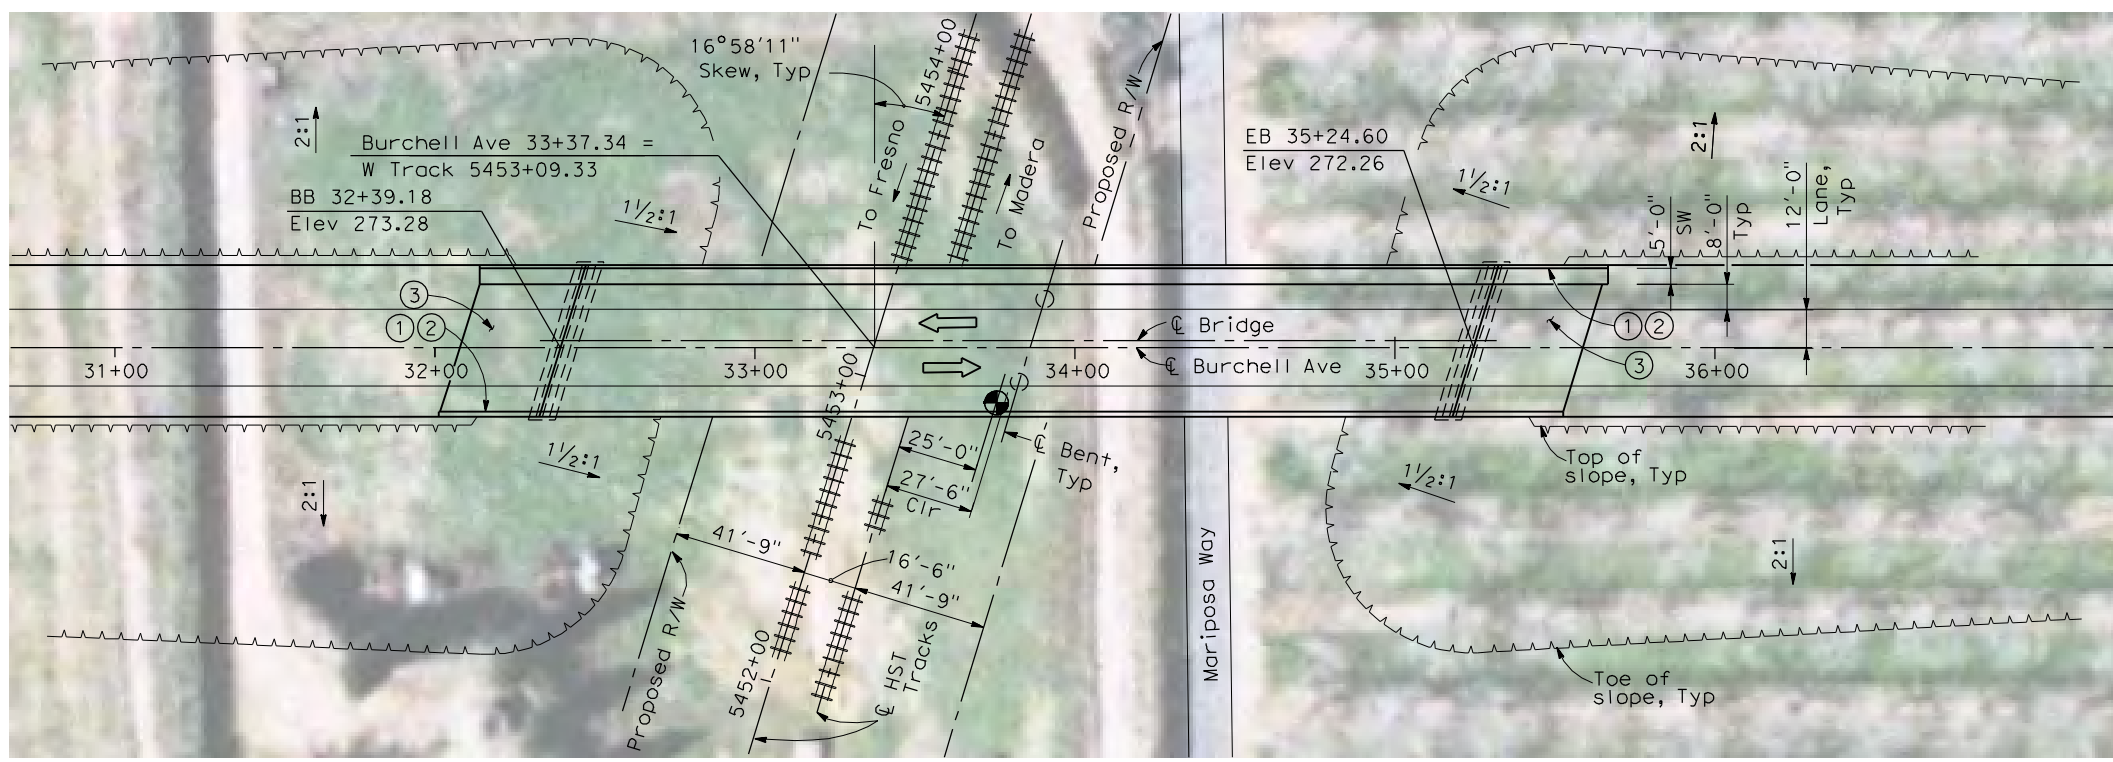 16°58'11"
Skew, Typ
5454+00
Proposed R/W
To Fresno
To Madera
2:1
Burchell Ave 33+37.34 =
W Track 5453+09.33
BB 32+39.18
Elev 273.28
1½:1
EB 35+24.60
Elev 272.26
1½:1
2:1
5'-0"
SW
8'-0"
Typ
12'-0"
Lane,
Typ
3
1 2
℄ Bridge
1 2
31+00
32+00
33+00
34+00
35+00
36+00
℄ Burchell Ave
3
5453+00
25'-0"
27'-6"
Clr
℄ Bent,
Typ
1½:1
2:1
1½:1
Top of
slope, Typ
41'-9"
16'-6"
41'-9"
Proposed R/W
5452+00
℄ HST
Tracks
Mariposa Way
2:1
Toe of
slope, Typ